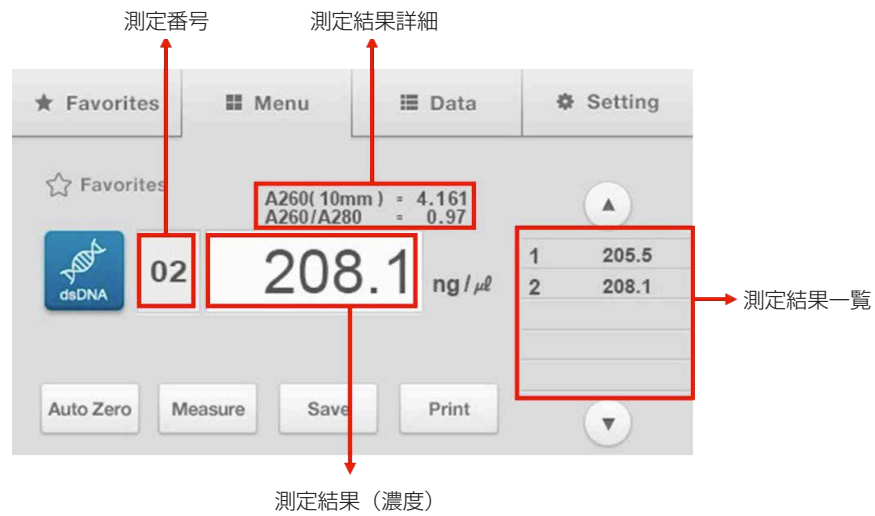 測定番号
測定結果詳細
★ Favorites
Menu
Data
Setting
☆ Favorites
A260( 10mm ) = 4.161
A260/A280 = 0.97
▲
dsDNA
02
208.1
ng/㎕
1 205.5
2 208.1
測定結果一覧
Auto Zero
Measure
Save
Print
▼
測定結果（濃度）